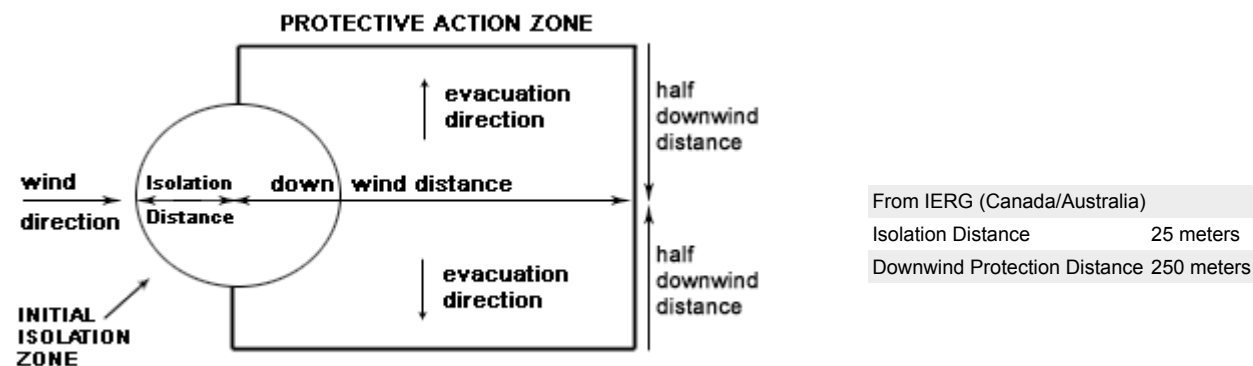 PROTECTIVE ACTION ZONE
evacuation
direction
half
downwind
distance
wind
direction
Isolation
Distance
down wind distance
evacuation
direction
half
downwind
distance
INITIAL
ISOLATION
ZONE
From IERG (Canada/Australia)
Isolation Distance 25 meters
Downwind Protection Distance 250 meters